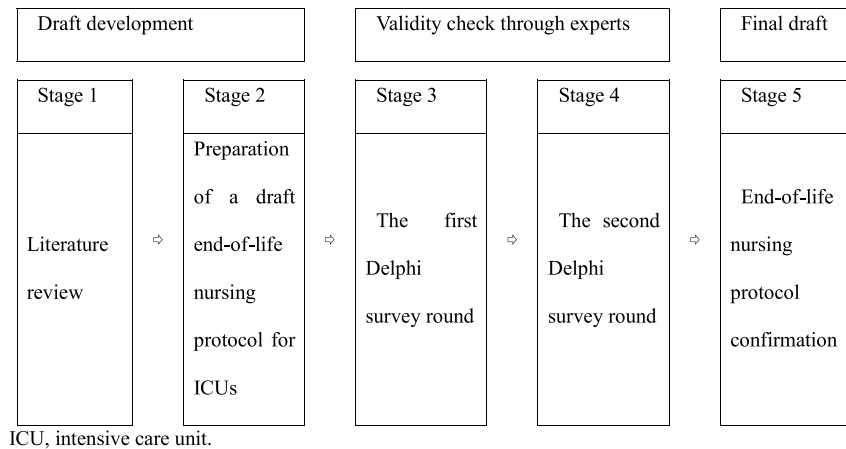 Draft development
Validity check through experts
Final draft
Stage 1
Stage 2
Stage 3
Stage 4
Stage 5
Literature
review
⇨
Preparation
of a draft
end-of-life
nursing
protocol for
ICUs
⇨
The first
Delphi
survey round
⇨
The second
Delphi
survey round
⇨
End-of-life
nursing
protocol
confirmation
ICU, intensive care unit.